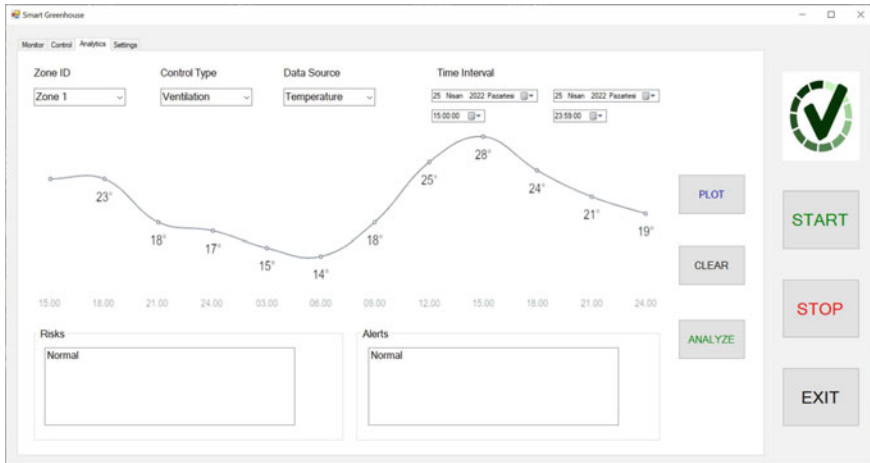 Smart Greenhouse
Monitor Control Analytics Settings
Zone ID Control Type Data Source Time Interval
Zone 1 Ventilation Temperature
25 Nisan 2022 Pazartesi 25 Nisan 2022 Pazartesi
15:00:00 23:59:00
28°
25°
24°
23°
21°
19°
18° 18°
17°
15°
14°
15.00 18.00 21.00 24.00 03.00 06.00 09.00 12.00 15.00 18.00 21.00 24.00
PLOT
CLEAR
ANALYZE
START
STOP
EXIT
Risks Alerts
Normal Normal